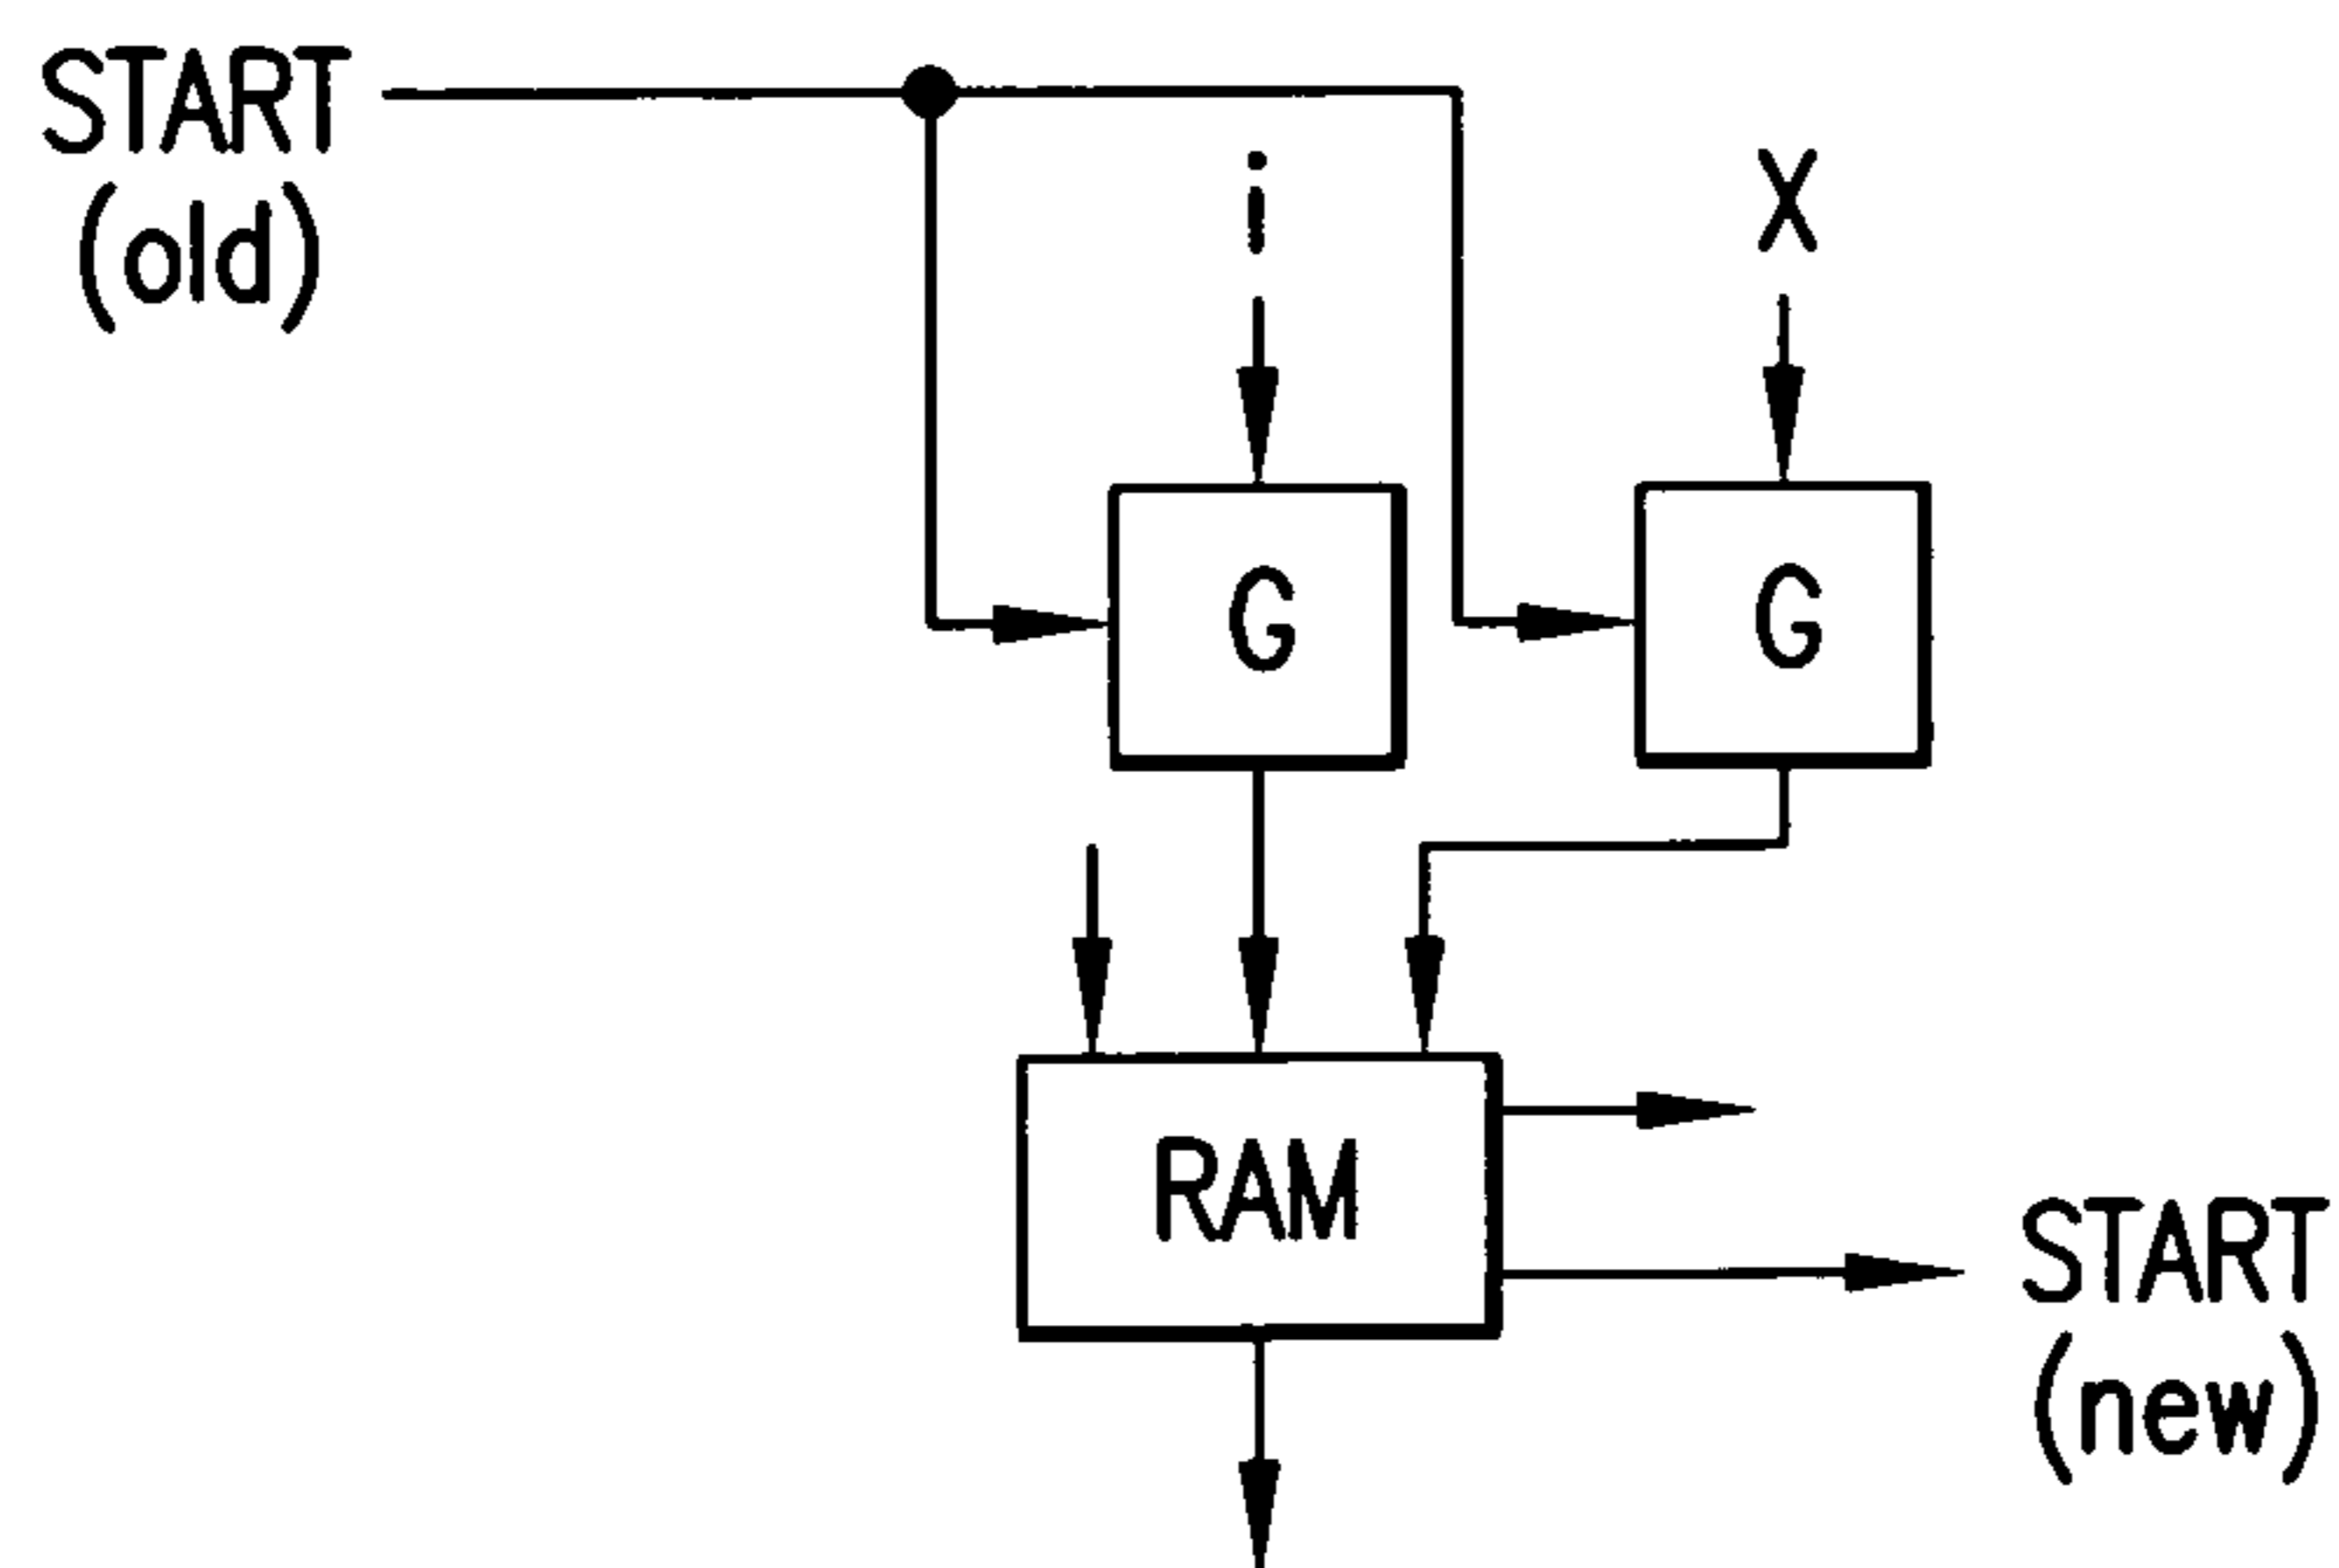 START
(old)
i
X
G
G
RAM
START
(new)